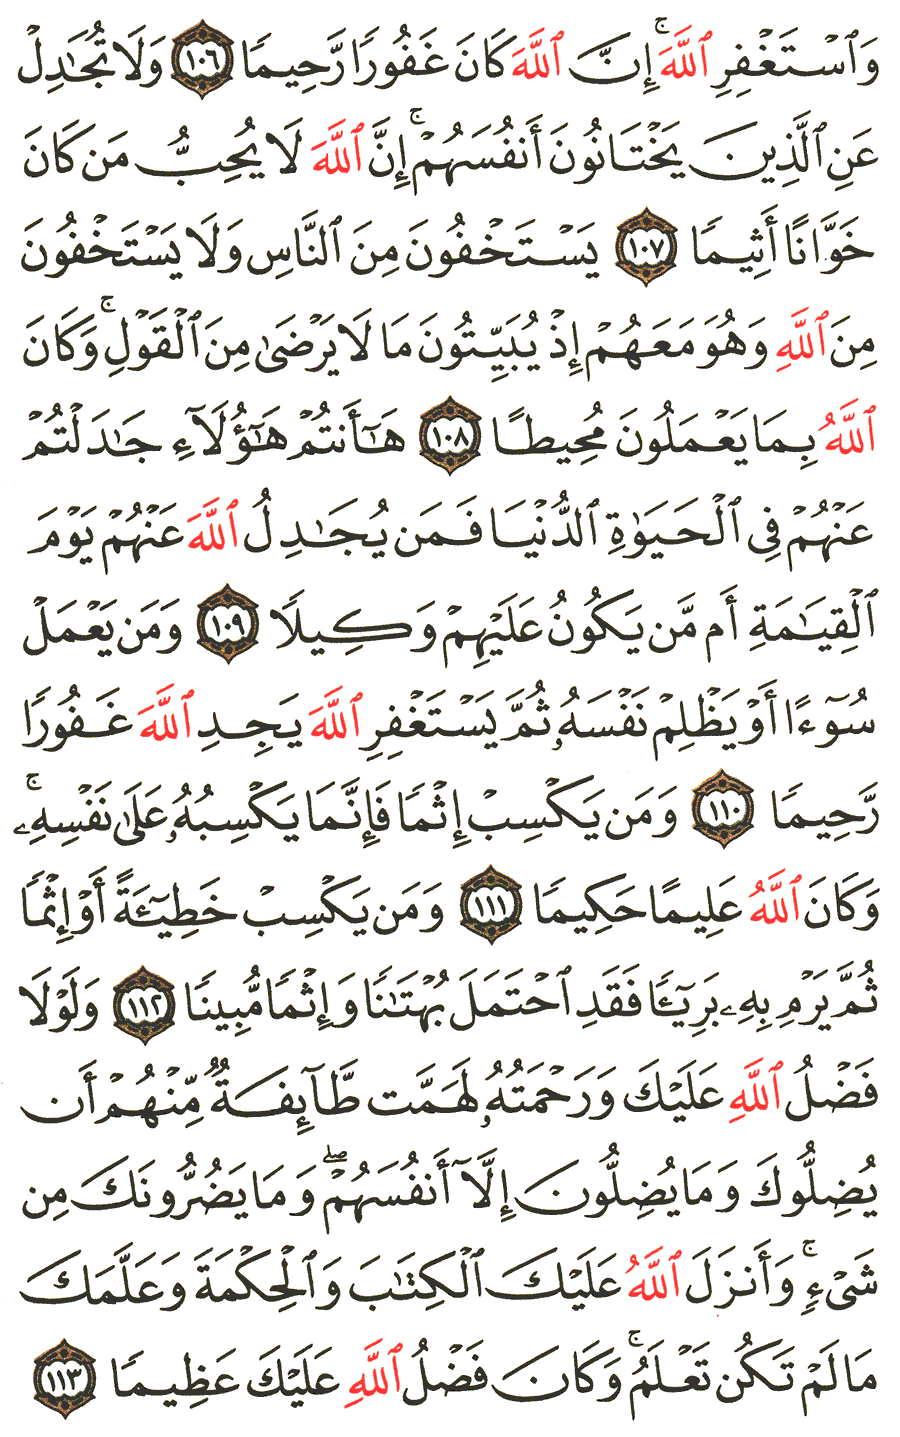 وَٱسْتَغْفِرِ ٱللَّهَ ۖ إِنَّ ٱللَّهَ كَانَ غَفُورًا رَّحِيمًا ١٠٦ وَلَا تُجَٰدِلْ
عَنِ ٱلَّذِينَ يَخْتَانُونَ أَنفُسَهُمْ ۚ إِنَّ ٱللَّهَ لَا يُحِبُّ مَن كَانَ
خَوَّانًا أَثِيمًا ١٠٧ يَسْتَخْفُونَ مِنَ ٱلنَّاسِ وَلَا يَسْتَخْفُونَ
مِنَ ٱللَّهِ وَهُوَ مَعَهُمْ إِذْ يُبَيِّتُونَ مَا لَا يَرْضَىٰ مِنَ ٱلْقَوْلِ ۚ وَكَانَ
ٱللَّهُ بِمَا يَعْمَلُونَ مُحِيطًا ١٠٨ هَٰٓأَنتُمْ هَٰٓؤُلَآءِ جَٰدَلْتُمْ
عَنْهُمْ فِى ٱلْحَيَوٰةِ ٱلدُّنْيَا فَمَن يُجَٰدِلُ ٱللَّهَ عَنْهُمْ يَوْمَ
ٱلْقِيَٰمَةِ أَم مَّن يَكُونُ عَلَيْهِمْ وَكِيلًا ١٠٩ وَمَن يَعْمَلْ
سُوٓءًا أَوْ يَظْلِمْ نَفْسَهُۥ ثُمَّ يَسْتَغْفِرِ ٱللَّهَ يَجِدِ ٱللَّهَ غَفُورًا
رَّحِيمًا ١١٠ وَمَن يَكْسِبْ إِثْمًا فَإِنَّمَا يَكْسِبُهُۥ عَلَىٰ نَفْسِهِۦ ۚ
وَكَانَ ٱللَّهُ عَلِيمًا حَكِيمًا ١١١ وَمَن يَكْسِبْ خَطِيٓـَٔةً أَوْ إِثْمًا
ثُمَّ يَرْمِ بِهِۦ بَرِيٓـًٔا فَقَدِ ٱحْتَمَلَ بُهْتَٰنًا وَإِثْمًا مُّبِينًا ١١٢ وَلَوْلَا
فَضْلُ ٱللَّهِ عَلَيْكَ وَرَحْمَتُهُۥ لَهَمَّت طَّآئِفَةٌ مِّنْهُمْ أَن
يُضِلُّوكَ وَمَا يُضِلُّونَ إِلَّآ أَنفُسَهُمْ ۖ وَمَا يَضُرُّونَكَ مِن
شَىْءٍ ۚ وَأَنزَلَ ٱللَّهُ عَلَيْكَ ٱلْكِتَٰبَ وَٱلْحِكْمَةَ وَعَلَّمَكَ
مَا لَمْ تَكُن تَعْلَمُ ۚ وَكَانَ فَضْلُ ٱللَّهِ عَلَيْكَ عَظِيمًا ١١٣